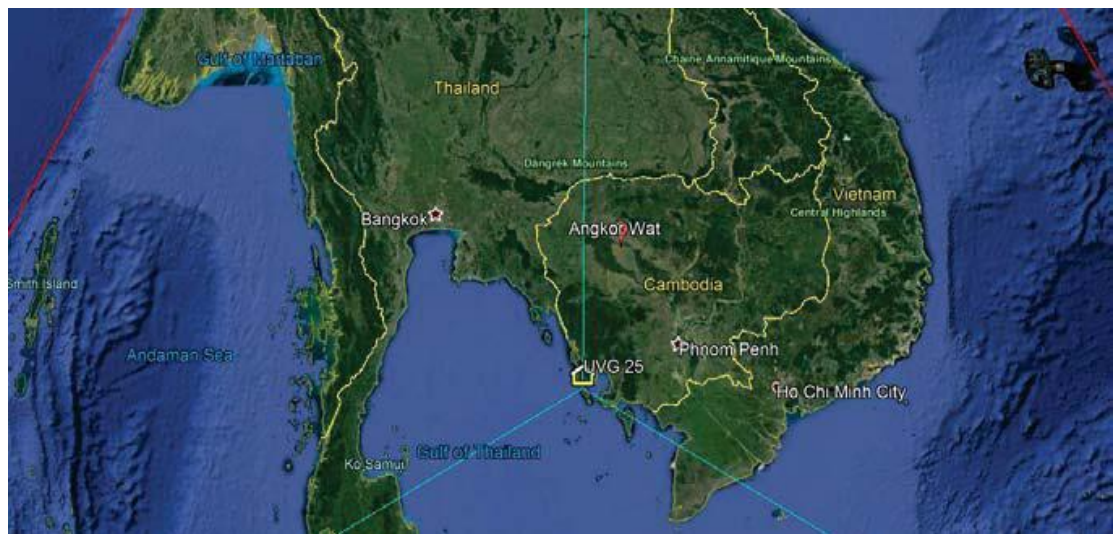 Gulf of Martaban
Chaine Annamitique Mountains
Thailand
Dangrek Mountains
Vietnam
Bangkok
Central Highlands
Angkor Wat
Smith Island
Cambodia
Andaman Sea
Phnom Penh
UVG 25
Ho Chi Minh City
Gulf of Thailand
Ko Samui